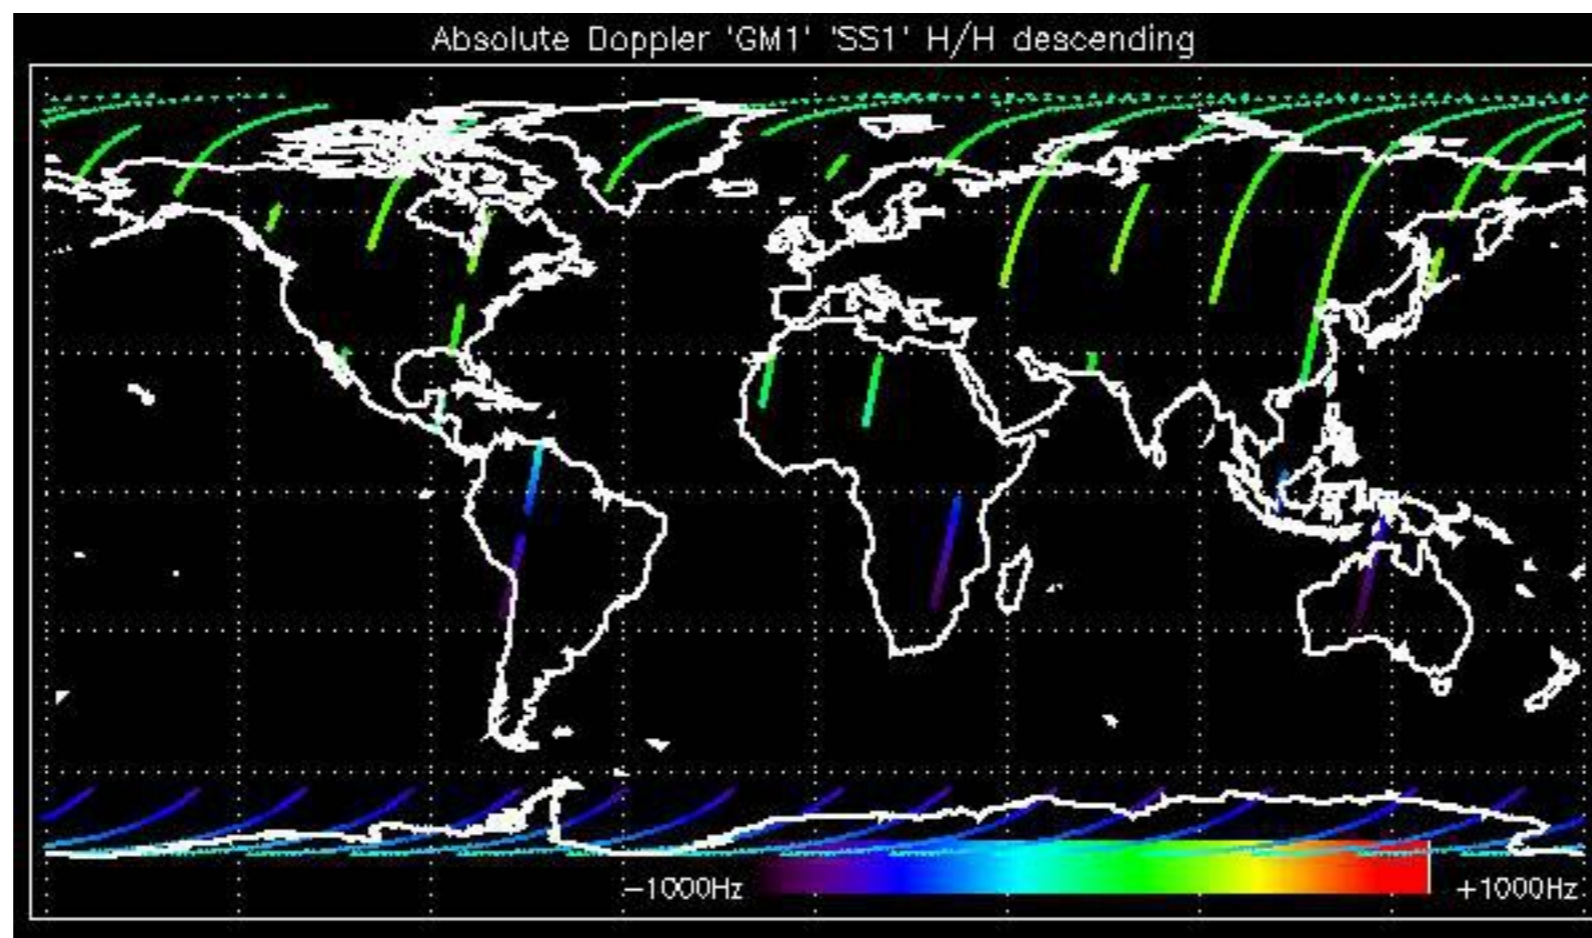 Absolute Doppler 'GM1' 'SS1' H/H descending
-1000Hz
+1000Hz